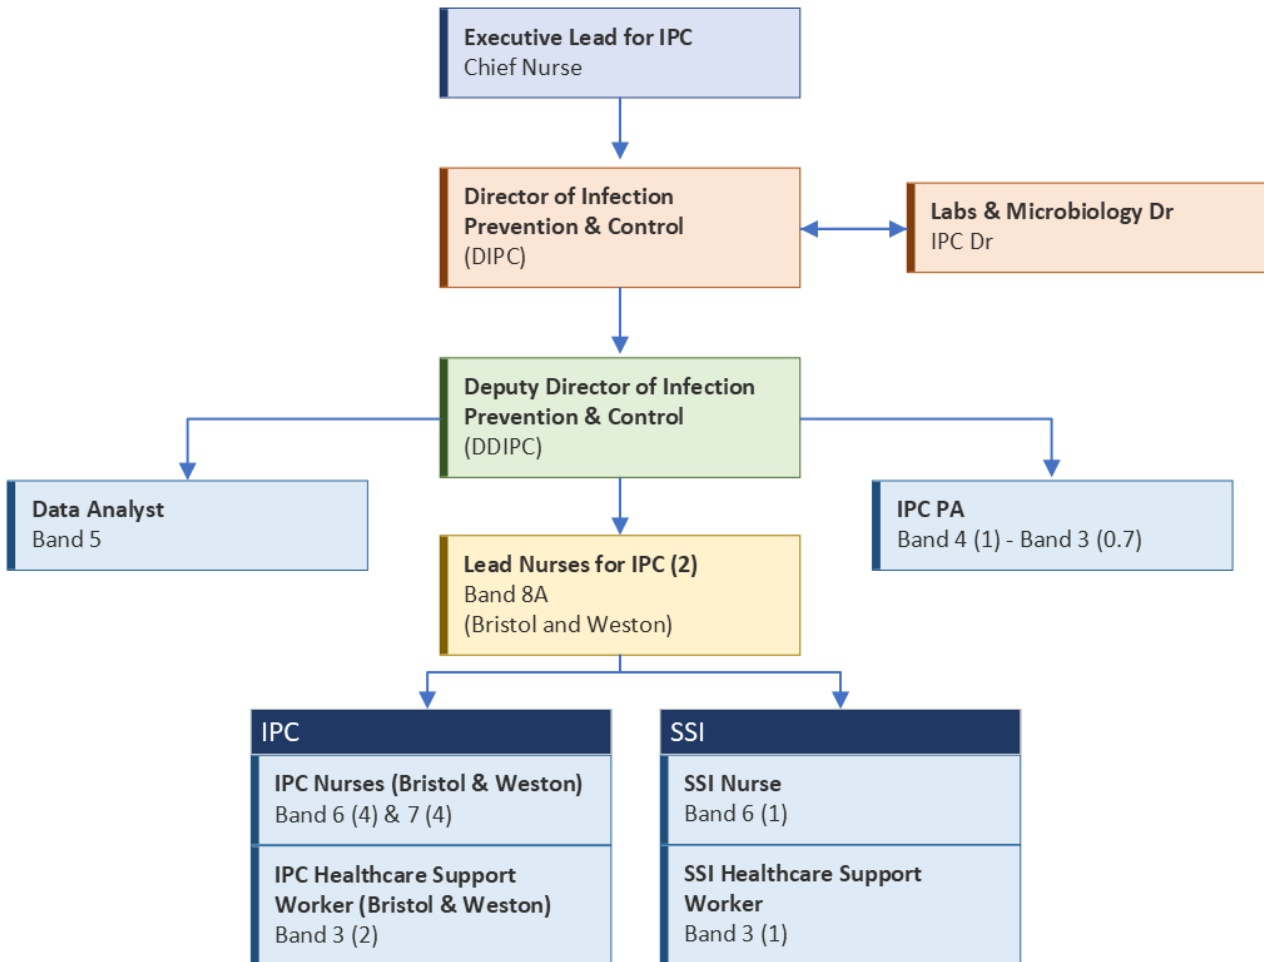 Executive Lead for IPC
Chief Nurse
Director of Infection
Prevention & Control
(DIPC)
Labs & Microbiology Dr
IPC Dr
Deputy Director of Infection
Prevention & Control
(DDIPC)
Data Analyst
Band 5
IPC PA
Band 4 (1) - Band 3 (0.7)
Lead Nurses for IPC (2)
Band 8A
(Bristol and Weston)
IPC
IPC Nurses (Bristol & Weston)
Band 6 (4) & 7 (4)
IPC Healthcare Support
Worker (Bristol & Weston)
Band 3 (2)
SSI
SSI Nurse
Band 6 (1)
SSI Healthcare Support
Worker
Band 3 (1)